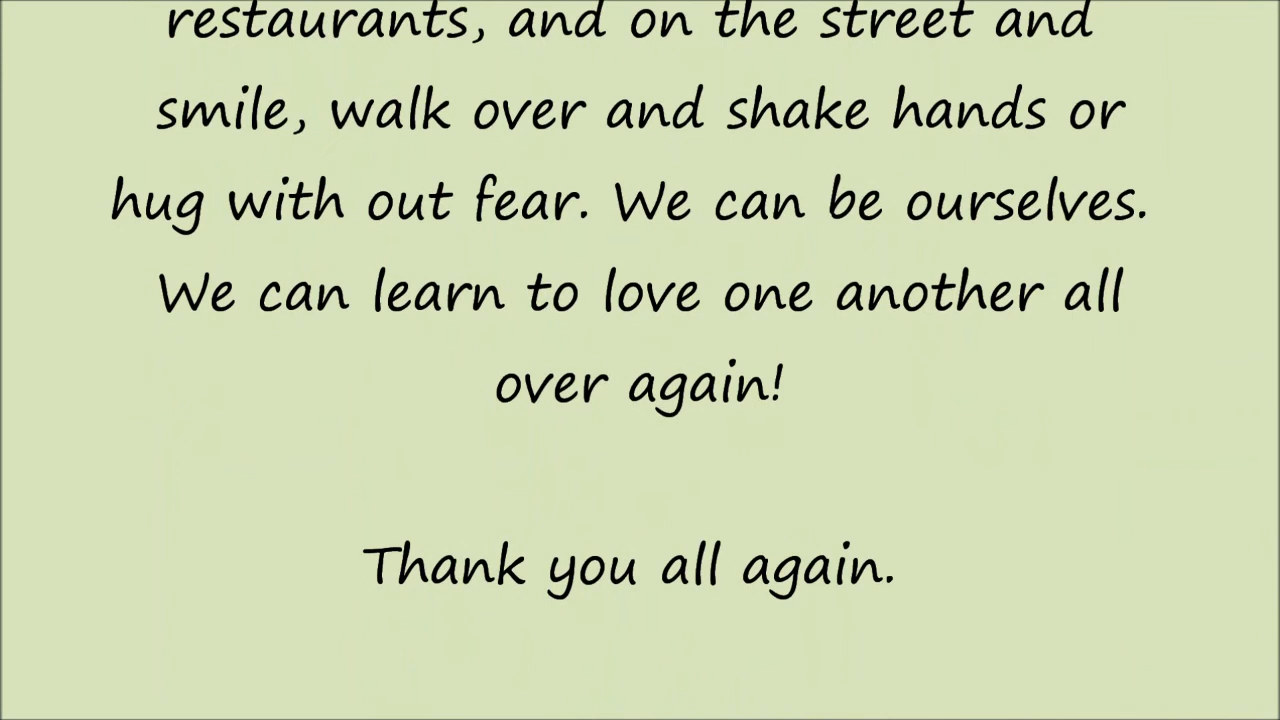 restaurants, and on the street and
smile, walk over and shake hands or
hug with out fear. We can be ourselves.
We can learn to love one another all
over again!
Thank you all again.